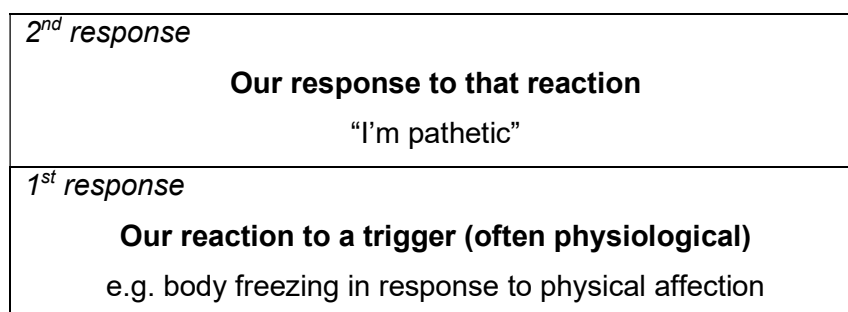 2nd response
Our response to that reaction
“I’m pathetic”
1st response
Our reaction to a trigger (often physiological)
e.g. body freezing in response to physical affection